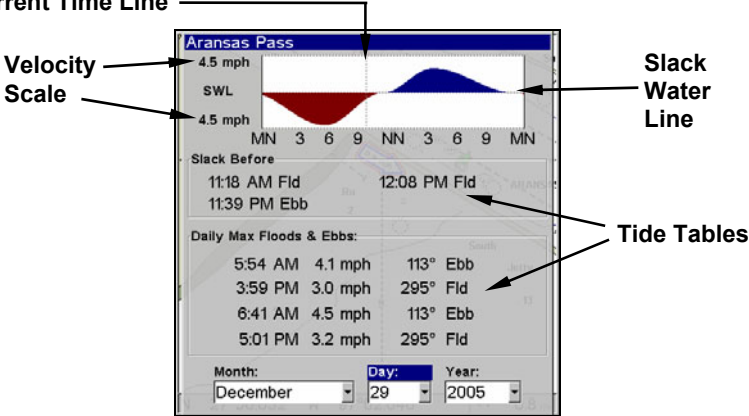 rrent Time Line
Aransas Pass
Velocity
Scale
4.5 mph
SWL
4.5 mph
MN 3 6 9 NN 3 6 9 MN
Slack
Water
Line
Slack Before
11:18 AM Fld 12:08 PM Fld
11:39 PM Ebb
Tide Tables
Daily Max Floods & Ebbs:
South
5:54 AM 4.1 mph 113° Ebb
3:59 PM 3.0 mph 295° Fld
6:41 AM 4.5 mph 113° Ebb
5:01 PM 3.2 mph 295° Fld
Month: Day: Year:
December 29 2005